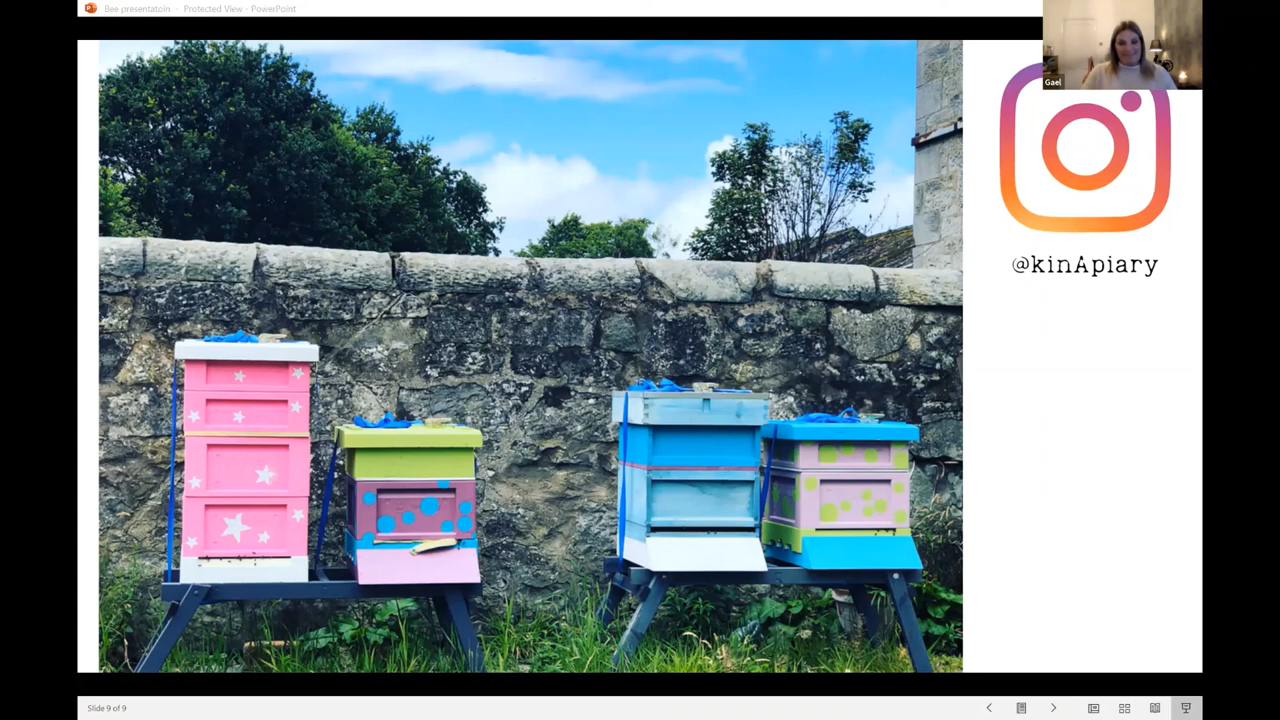 Bee presentatoin - Protected View - PowerPoint
Gael
@kinApiary
Slide 9 of 9